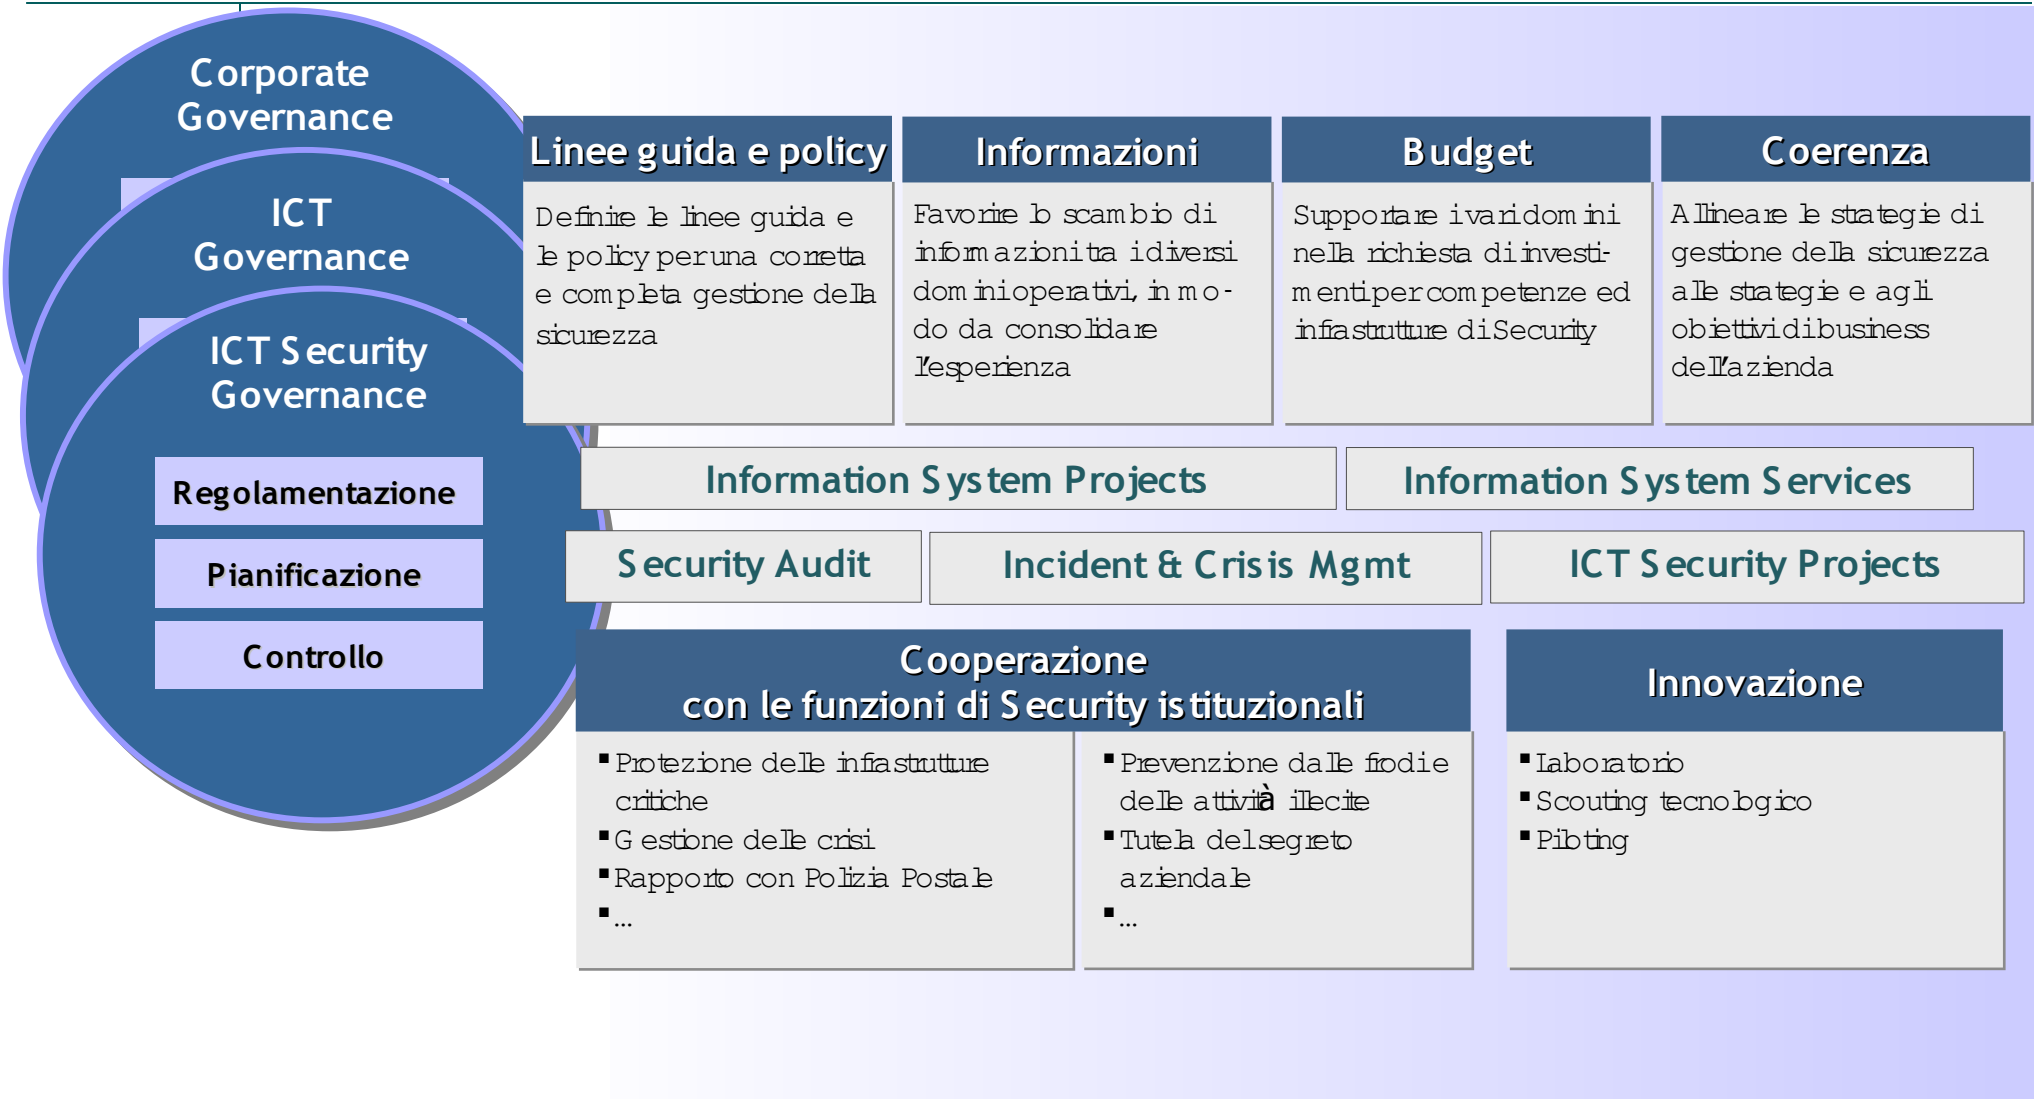 Corporate
Governance
ICT
Governance
ICT Security
Governance
Regolamentazione
Pianificazione
Controllo
Linee guida e policy
Definire le linee guida e
le policy per una corretta
e completa gestione della
sicurezza
Informazioni
Favorire lo scambio di
informazioni tra i diversi
domini operativi, in mo-
do da consolidare
l'esperienza
Budget
Supportare i vari domini
nella richiesta di investi-
menti per competenze ed
infrastrutture di Security
Coerenza
Allineare le strategie di
gestione della sicurezza
alle strategie e agli
obiettivi di business
dell'azienda
Information System Projects
Information System Services
Security Audit
Incident & Crisis Mgmt
ICT Security Projects
Cooperazione
con le funzioni di Security istituzionali
▪Protezione delle infrastrutture
critiche
▪Gestione delle crisi
▪Rapporto con Polizia Postale
▪...
▪Prevenzione dalle frodi e
delle attività illecite
▪Tutela del segreto
aziendale
▪...
Innovazione
▪Laboratorio
▪Scouting tecnologico
▪Piloting